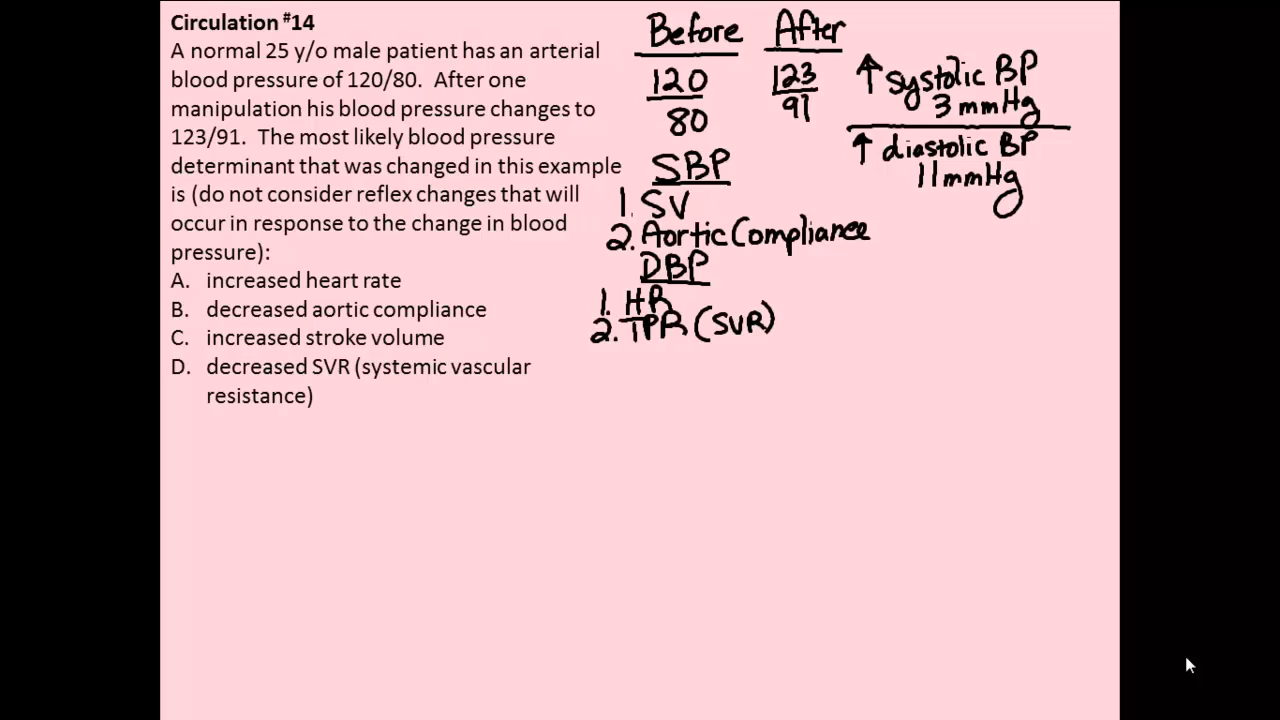 Circulation #14
A normal 25 y/o male patient has an arterial
blood pressure of 120/80.  After one
manipulation his blood pressure changes to
123/91.  The most likely blood pressure
determinant that was changed in this example
is (do not consider reflex changes that will
occur in response to the change in blood
pressure):
A. increased heart rate
B. decreased aortic compliance
C. increased stroke volume
D. decreased SVR (systemic vascular
resistance)
Before After
120
80
123
91
↑ systolic BP
3 mmHg
↑ diastolic BP
11 mmHg
SBP
1. SV
2. Aortic Compliance
DBP
1. HR
2. TPR (SVR)